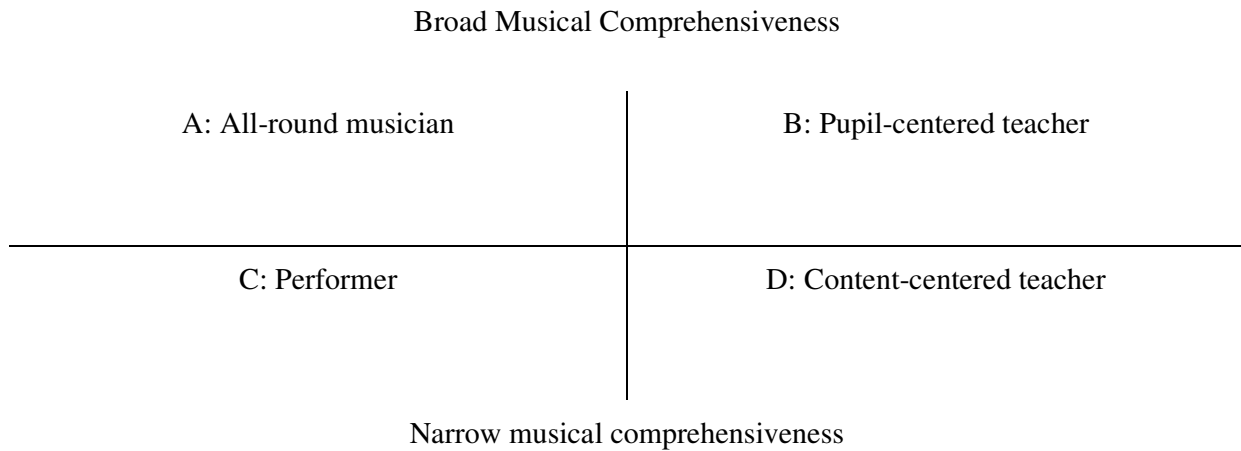 Broad Musical Comprehensiveness
A: All-round musician
B: Pupil-centered teacher
C: Performer
D: Content-centered teacher
Narrow musical comprehensiveness